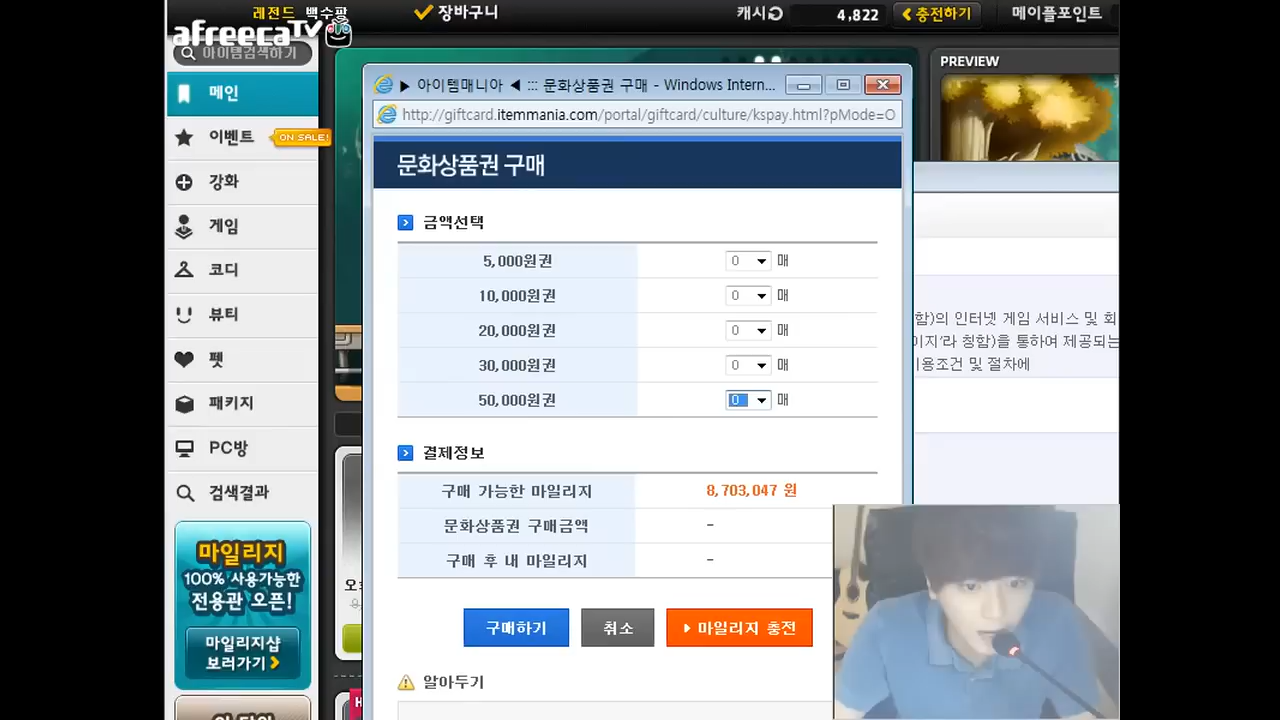 레전드 백수팍
afreecaTV
장바구니
캐시
4,822
충전하기
메이플포인트
아이템검색하기
메인
이벤트
ON SALE!
강화
게임
코디
뷰티
펫
패키지
PC방
검색결과
마일리지
100% 사용가능한
전용관 오픈!
마일리지샵
보러가기
PREVIEW
▶ 아이템매니아 ◀ ::: 문화상품권 구매 - Windows Intern...
http://giftcard.itemmania.com/portal/giftcard/culture/kspay.html?pMode=O
문화상품권 구매
금액선택
5,000원권 0 매
10,000원권 0 매
20,000원권 0 매
30,000원권 0 매
50,000원권 0 매
결제정보
구매 가능한 마일리지 8,703,047 원
문화상품권 구매금액 -
구매 후 내 마일리지 -
구매하기
취소
마일리지 충전
알아두기
함)의 인터넷 게임 서비스 및 회
이지'라 칭함)을 통하여 제공되는
이용조건 및 절차에